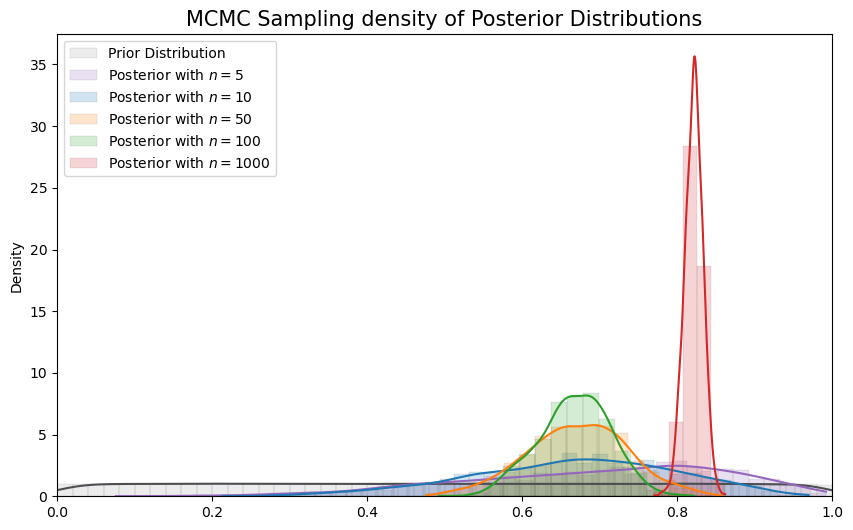 MCMC Sampling density of Posterior Distributions
Prior Distribution
Posterior with n = 5
Posterior with n = 10
Posterior with n = 50
Posterior with n = 100
Posterior with n = 1000
Density
35
30
25
20
15
10
5
0
0.0 0.2 0.4 0.6 0.8 1.0